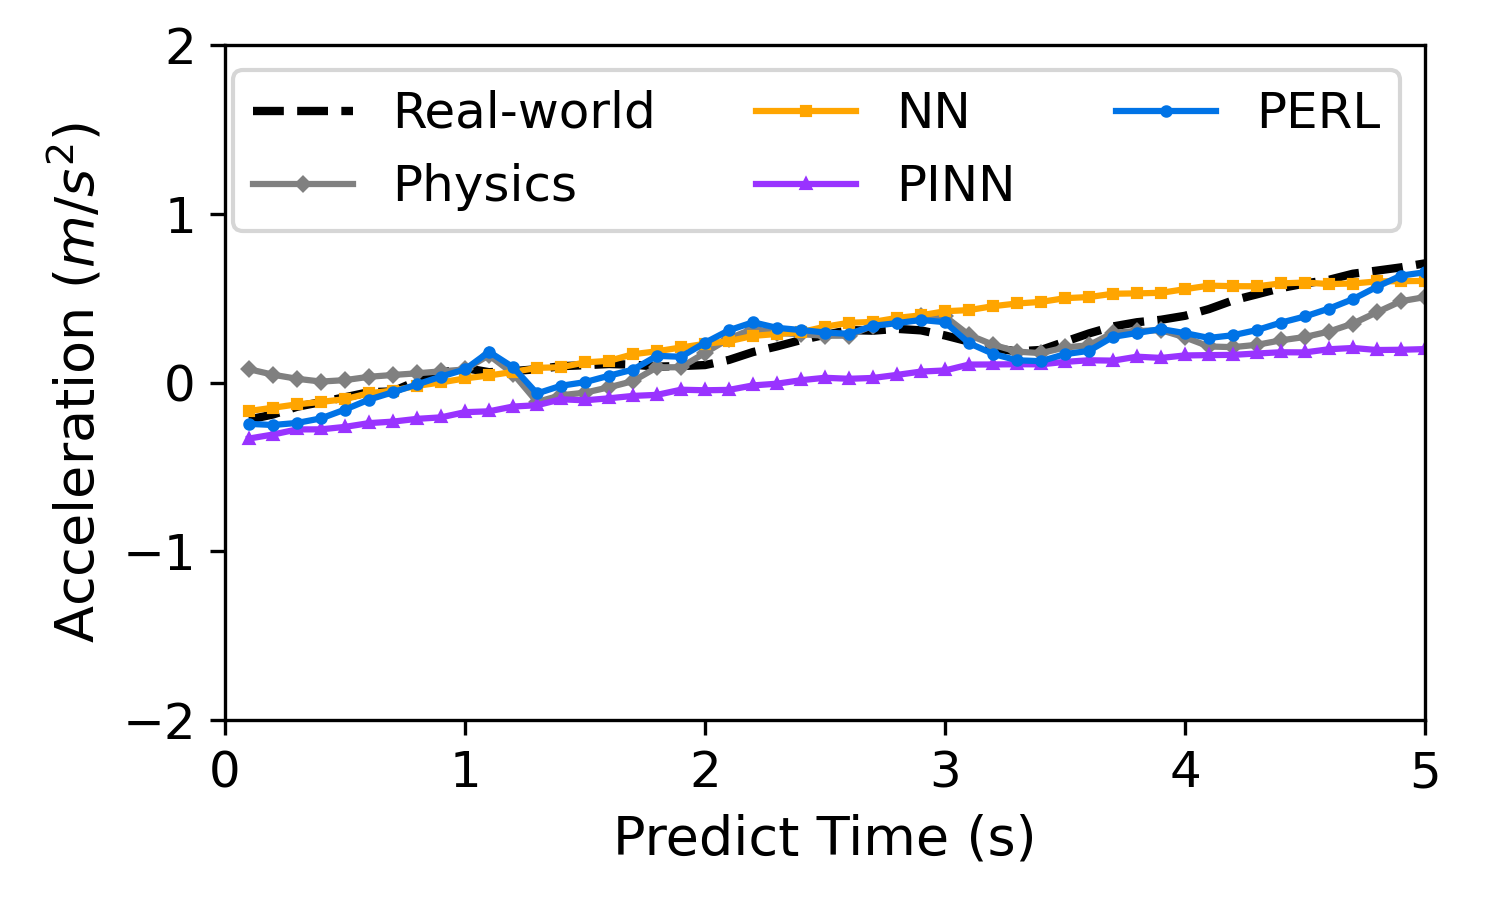 Acceleration (m/s²)
2
1
0
−1
−2
Real-world
Physics
NN
PINN
PERL
0 1 2 3 4 5
Predict Time (s)